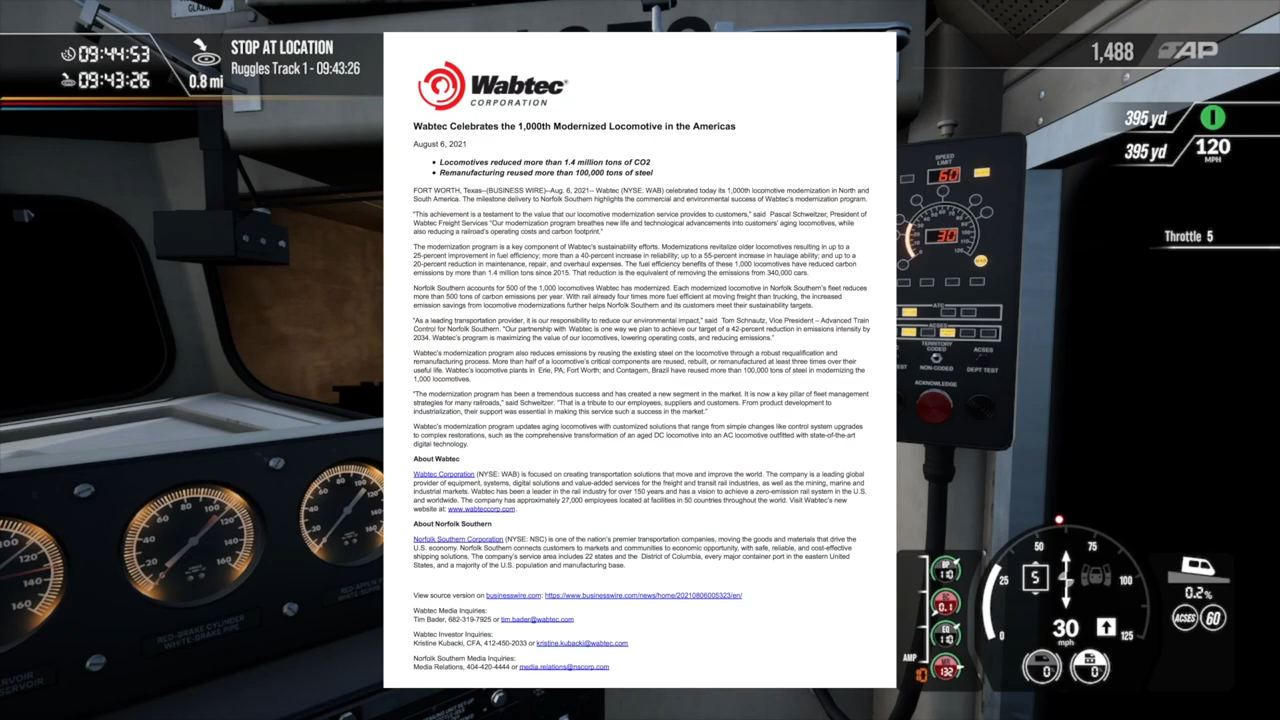 09:44:53
09:43:26
0.8 mi
STOP AT LOCATION
Ruggles Track 1 - 09:43:26
Wabtec
CORPORATION
Wabtec Celebrates the 1,000th Modernized Locomotive in the Americas
August 6, 2021
• Locomotives reduced more than 1.4 million tons of CO2
• Remanufacturing reused more than 100,000 tons of steel
FORT WORTH, Texas--(BUSINESS WIRE)--Aug. 6, 2021-- Wabtec (NYSE: WAB) celebrated today its 1,000th locomotive modernization in North and
South America. The milestone delivery to Norfolk Southern highlights the commercial and environmental success of Wabtec's modernization program.
"This achievement is a testament to the value that our locomotive modernization service provides to customers," said Pascal Schweitzer, President of
Wabtec Freight Services "Our modernization program breathes new life and technological advancements into customers' aging locomotives, while
also reducing a railroad's operating costs and carbon footprint."
The modernization program is a key component of Wabtec's sustainability efforts. Modernizations revitalize older locomotives resulting in up to a
25-percent improvement in fuel efficiency; more than a 40-percent increase in reliability; up to a 55-percent increase in haulage ability; and up to a
20-percent reduction in maintenance, repair, and overhaul expenses. The fuel efficiency benefits of these 1,000 locomotives have reduced carbon
emissions by more than 1.4 million tons since 2015. That reduction is the equivalent of removing the emissions from 340,000 cars.
Norfolk Southern accounts for 500 of the 1,000 locomotives Wabtec has modernized. Each modernized locomotive in Norfolk Southern's fleet reduces
more than 500 tons of carbon emissions per year. With rail already four times more fuel efficient at moving freight than trucking, the increased
emission savings from locomotive modernizations further helps Norfolk Southern and its customers meet their sustainability targets.
"As a leading transportation provider, it is our responsibility to reduce our environmental impact," said Tom Schnautz, Vice President – Advanced Train
Control for Norfolk Southern. "Our partnership with Wabtec is one way we plan to achieve our target of a 42-percent reduction in emissions intensity by
2034. Wabtec's program is maximizing the value of our locomotives, lowering operating costs, and reducing emissions."
Wabtec's modernization program also reduces emissions by reusing the existing steel on the locomotive through a robust requalification and
remanufacturing process. More than half of a locomotive's critical components are reused, rebuilt, or remanufactured at least three times over their
useful life. Wabtec's locomotive plants in Erie, PA; Fort Worth; and Contagem, Brazil have reused more than 100,000 tons of steel in modernizing the
1,000 locomotives.
"The modernization program has been a tremendous success and has created a new segment in the market. It is now a key pillar of fleet management
strategies for many railroads," said Schweitzer. "That is a tribute to our employees, suppliers and customers. From product development to
industrialization, their support was essential in making this service such a success in the market."
Wabtec's modernization program updates aging locomotives with customized solutions that range from simple changes like control system upgrades
to complex restorations, such as the comprehensive transformation of an aged DC locomotive into an AC locomotive outfitted with state-of-the-art
digital technology.
About Wabtec
Wabtec Corporation (NYSE: WAB) is focused on creating transportation solutions that move and improve the world. The company is a leading global
provider of equipment, systems, digital solutions and value-added services for the freight and transit rail industries, as well as the mining, marine and
industrial markets. Wabtec has been a leader in the rail industry for over 150 years and has a vision to achieve a zero-emission rail system in the U.S.
and worldwide. The company has approximately 27,000 employees located at facilities in 50 countries throughout the world. Visit Wabtec's new
website at: www.wabteccorp.com.
About Norfolk Southern
Norfolk Southern Corporation (NYSE: NSC) is one of the nation's premier transportation companies, moving the goods and materials that drive the
U.S. economy. Norfolk Southern connects customers to markets and communities to economic opportunity, with safe, reliable, and cost-effective
shipping solutions. The company's service area includes 22 states and the District of Columbia, every major container port in the eastern United
States, and a majority of the U.S. population and manufacturing base.
View source version on businesswire.com: https://www.businesswire.com/news/home/20210806005323/en/
Wabtec Media Inquiries:
Tim Bader, 682-319-7925 or tim.bader@wabtec.com
Wabtec Investor Inquiries:
Kristine Kubacki, CFA, 412-450-2033 or kristine.kubacki@wabtec.com
Norfolk Southern Media Inquiries:
Media Relations, 404-420-4444 or media.relations@nscorp.com
1,488 AP
395 yd
395 yd
120
MPH
Throttle 5
SPEED
LIMIT
60
30
ATC
ACSES
TERRITORY
CODED
ACSES
NON-CODED
DEPT TEST
ACKNOWLEDGE
RED-BRAKE CYLINDER
25
50
75
100
S
30
mph
0
0
BP
110
BC
0.1
EQ
110
MR
132
AMP
0.2%
ACSES
60